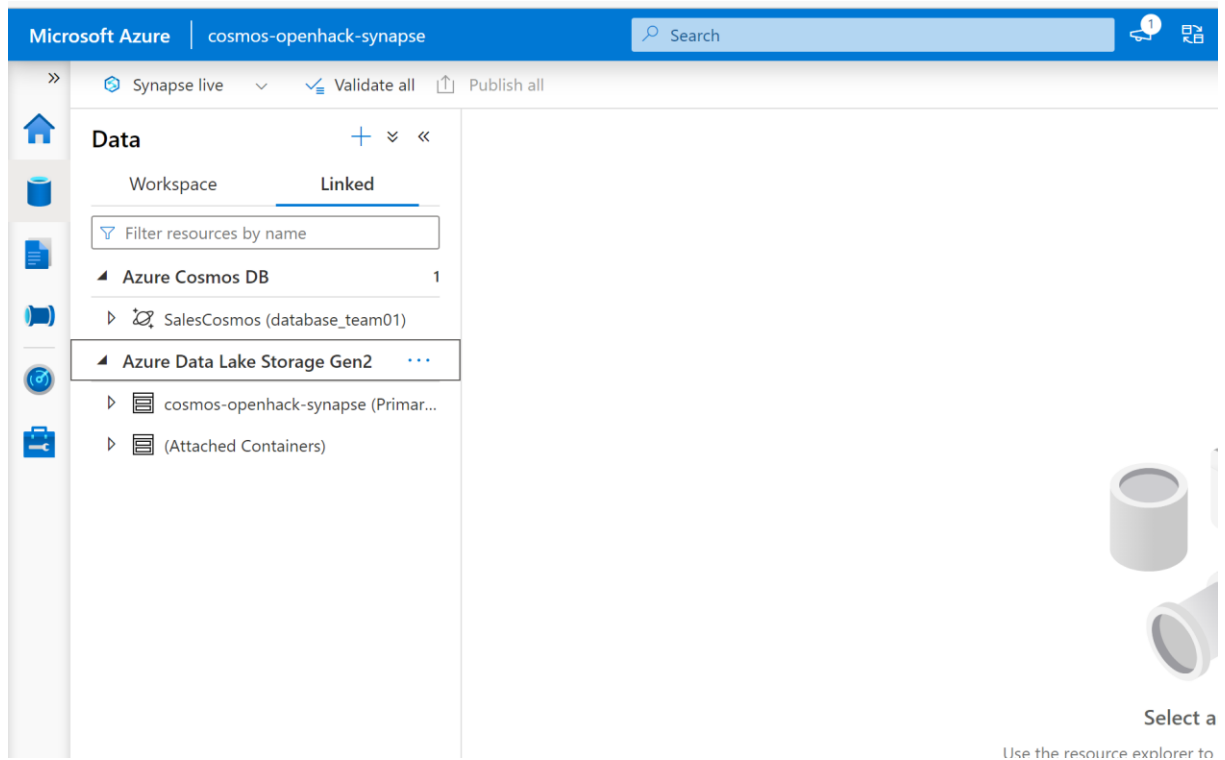 Microsoft Azure cosmos-openhack-synapse Search 1
Synapse live Validate all Publish all
Data
Workspace Linked
Filter resources by name
Azure Cosmos DB 1
SalesCosmos (database_team01)
Azure Data Lake Storage Gen2 ...
cosmos-openhack-synapse (Primar...
(Attached Containers)
Select a
Use the resource explorer to